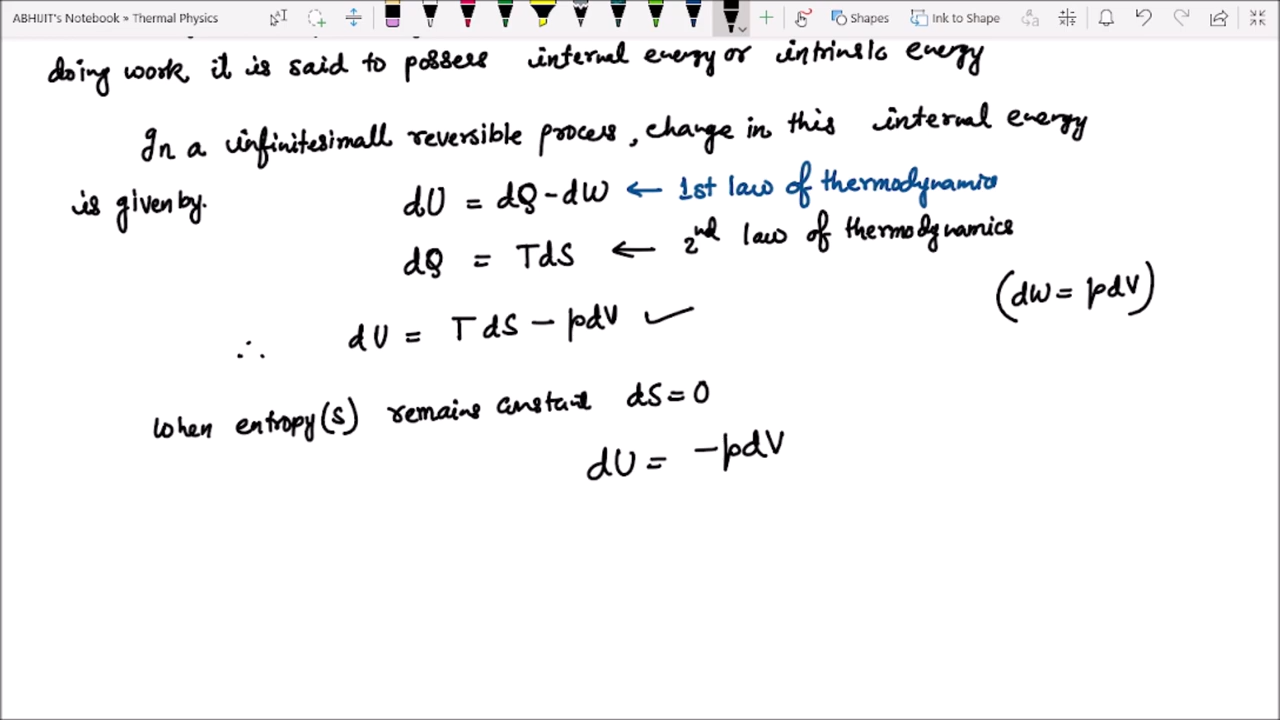 ABHIJIT's Notebook » Thermal Physics
Shapes Ink to Shape
doing work it is said to possess internal energy or intrinsic energy
In a infinitesimall reversible process, change in this internal energy
is given by. dU = dQ - dW ← 1st law of thermodynamics
dQ = TdS ← 2nd law of thermodynamics
(dW = pdV)
∴ dU = TdS - pdV ✓
When entropy(S) remains constant dS = 0
dU = -pdV